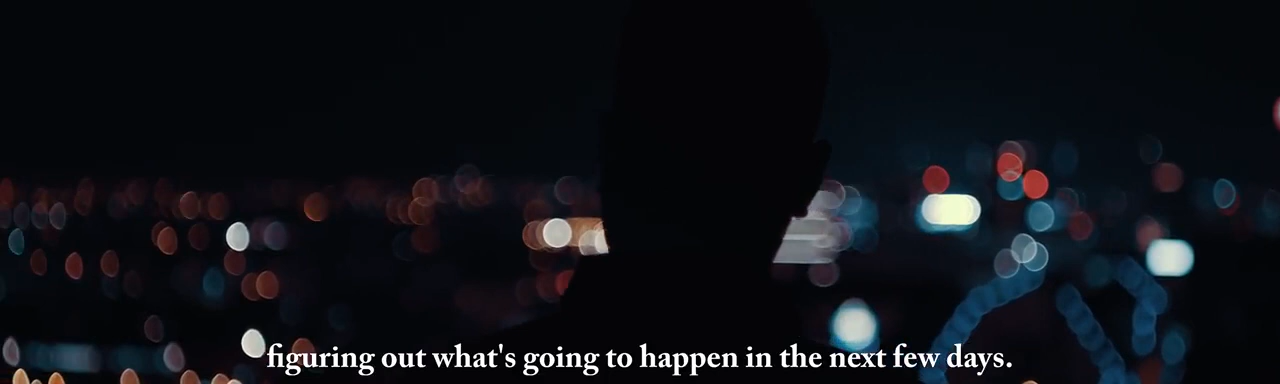 figuring out what's going to happen in the next few days.